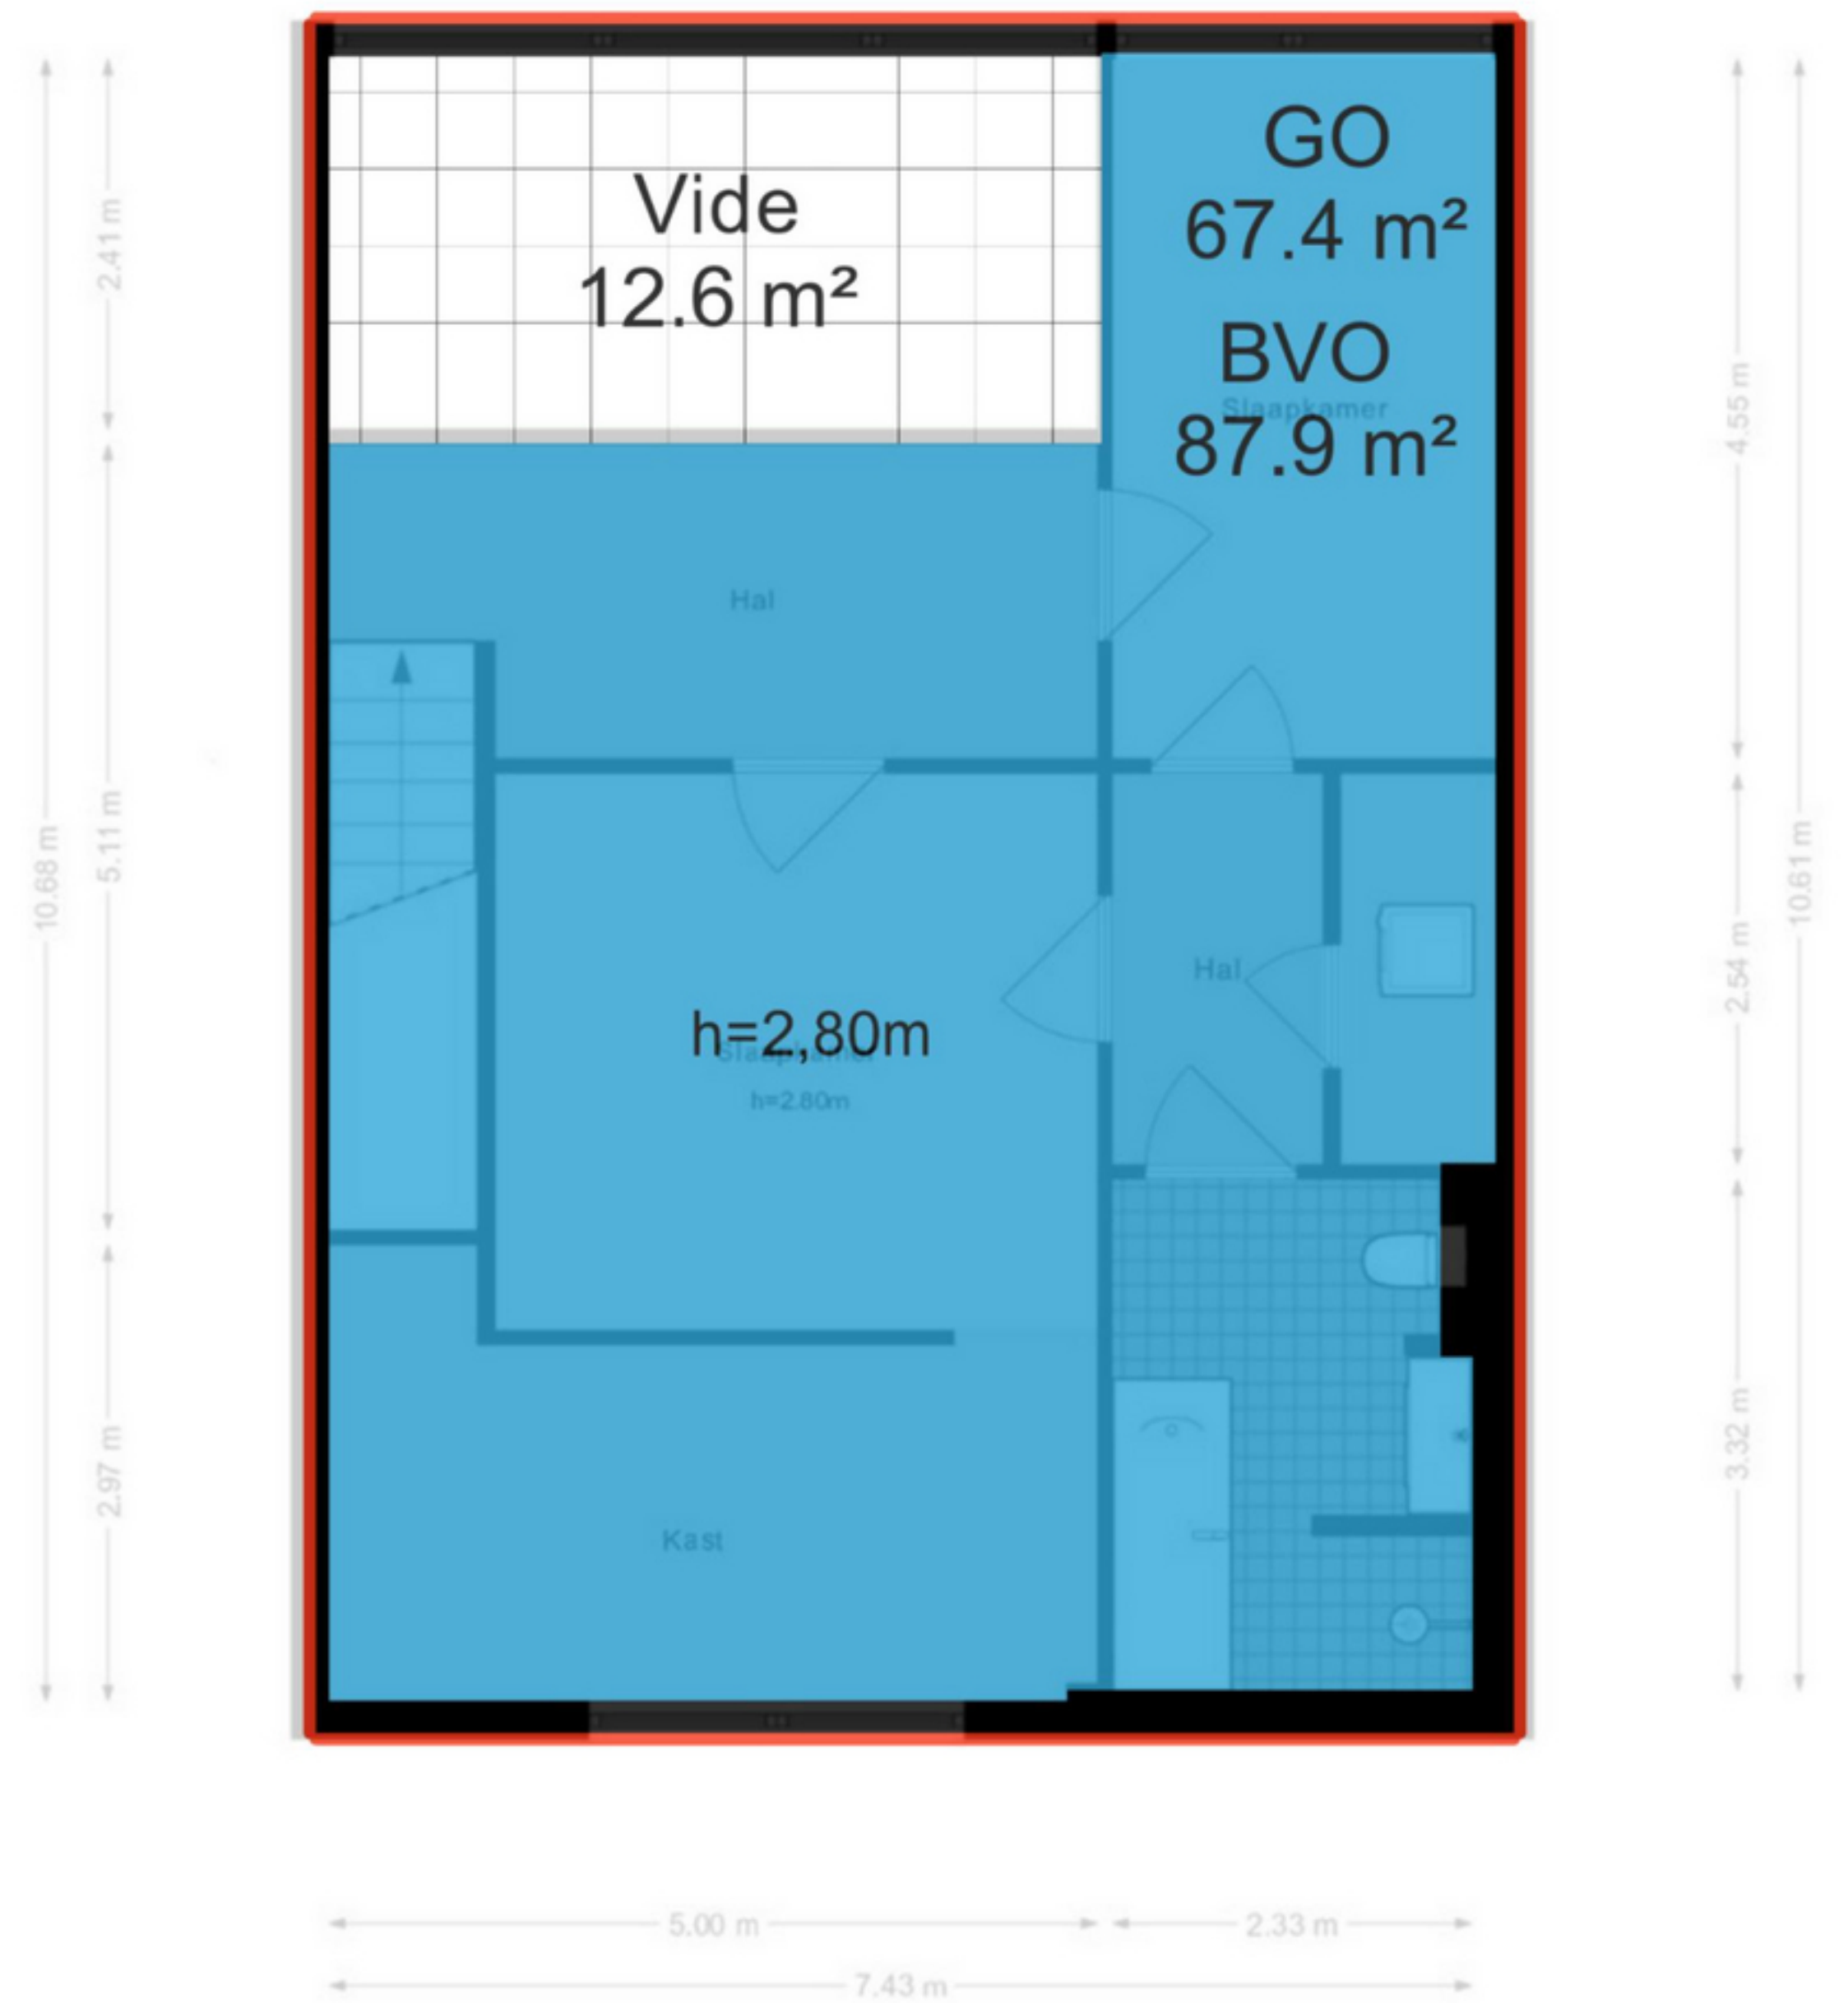 GO
67.4 m²
Vide
12.6 m²
BVO
Slaapkamer
87.9 m²
2.41 m
4.55 m
Hal
10.68 m
5.11 m
10.61 m
2.54 m
Hal
h=2,80m
Slaapkamer
h=2.80m
2.97 m
3.32 m
Kast
5.00 m
2.33 m
7.43 m